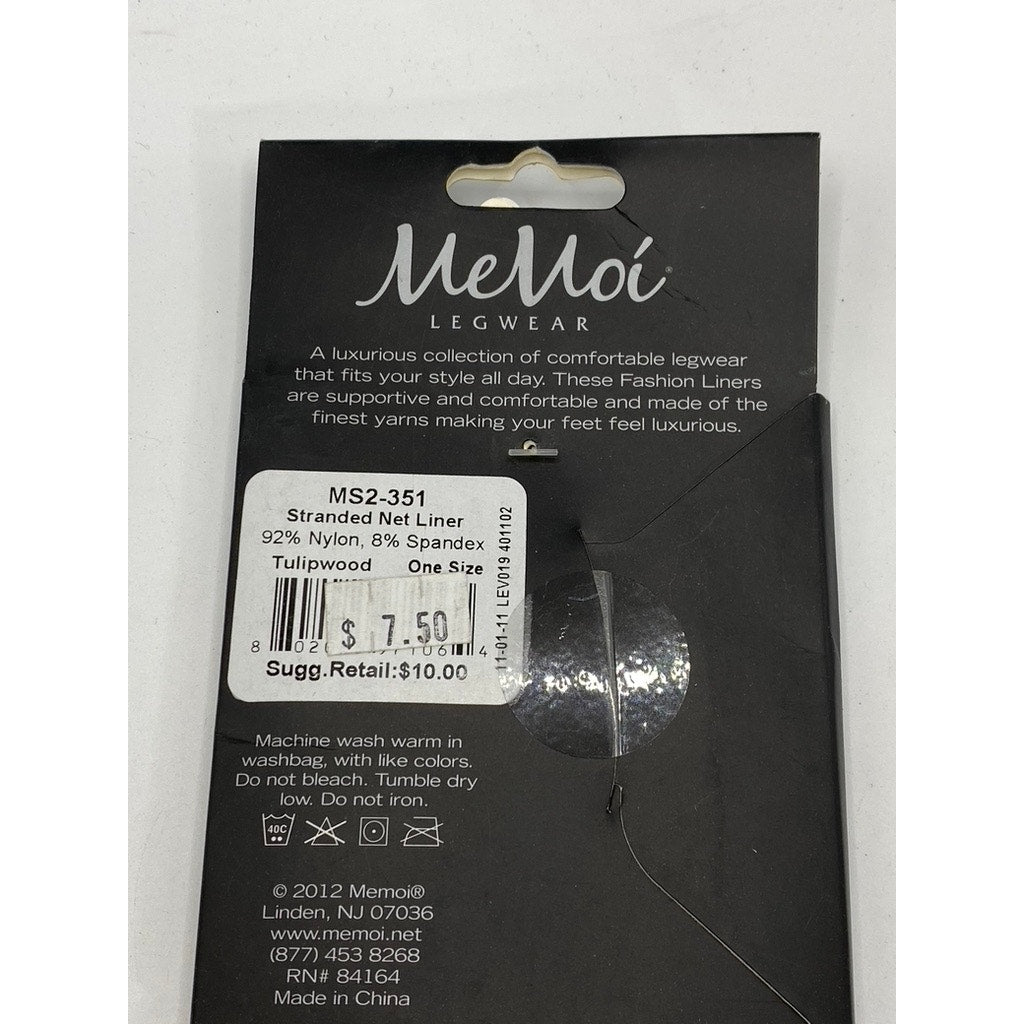 MeMoi®
LEGWEAR
A luxurious collection of comfortable legwear
that fits your style all day. These Fashion Liners
are supportive and comfortable and made of the
finest yarns making your feet feel luxurious.
MS2-351
Stranded Net Liner
92% Nylon, 8% Spandex
Tulipwood One Size
$ 7.50
8 4
Sugg.Retail:$10.00
11-01-11 LEV019 401102
Machine wash warm in
washbag, with like colors.
Do not bleach. Tumble dry
low. Do not iron.
40C
© 2012 Memoi®
Linden, NJ 07036
www.memoi.net
(877) 453 8268
RN# 84164
Made in China